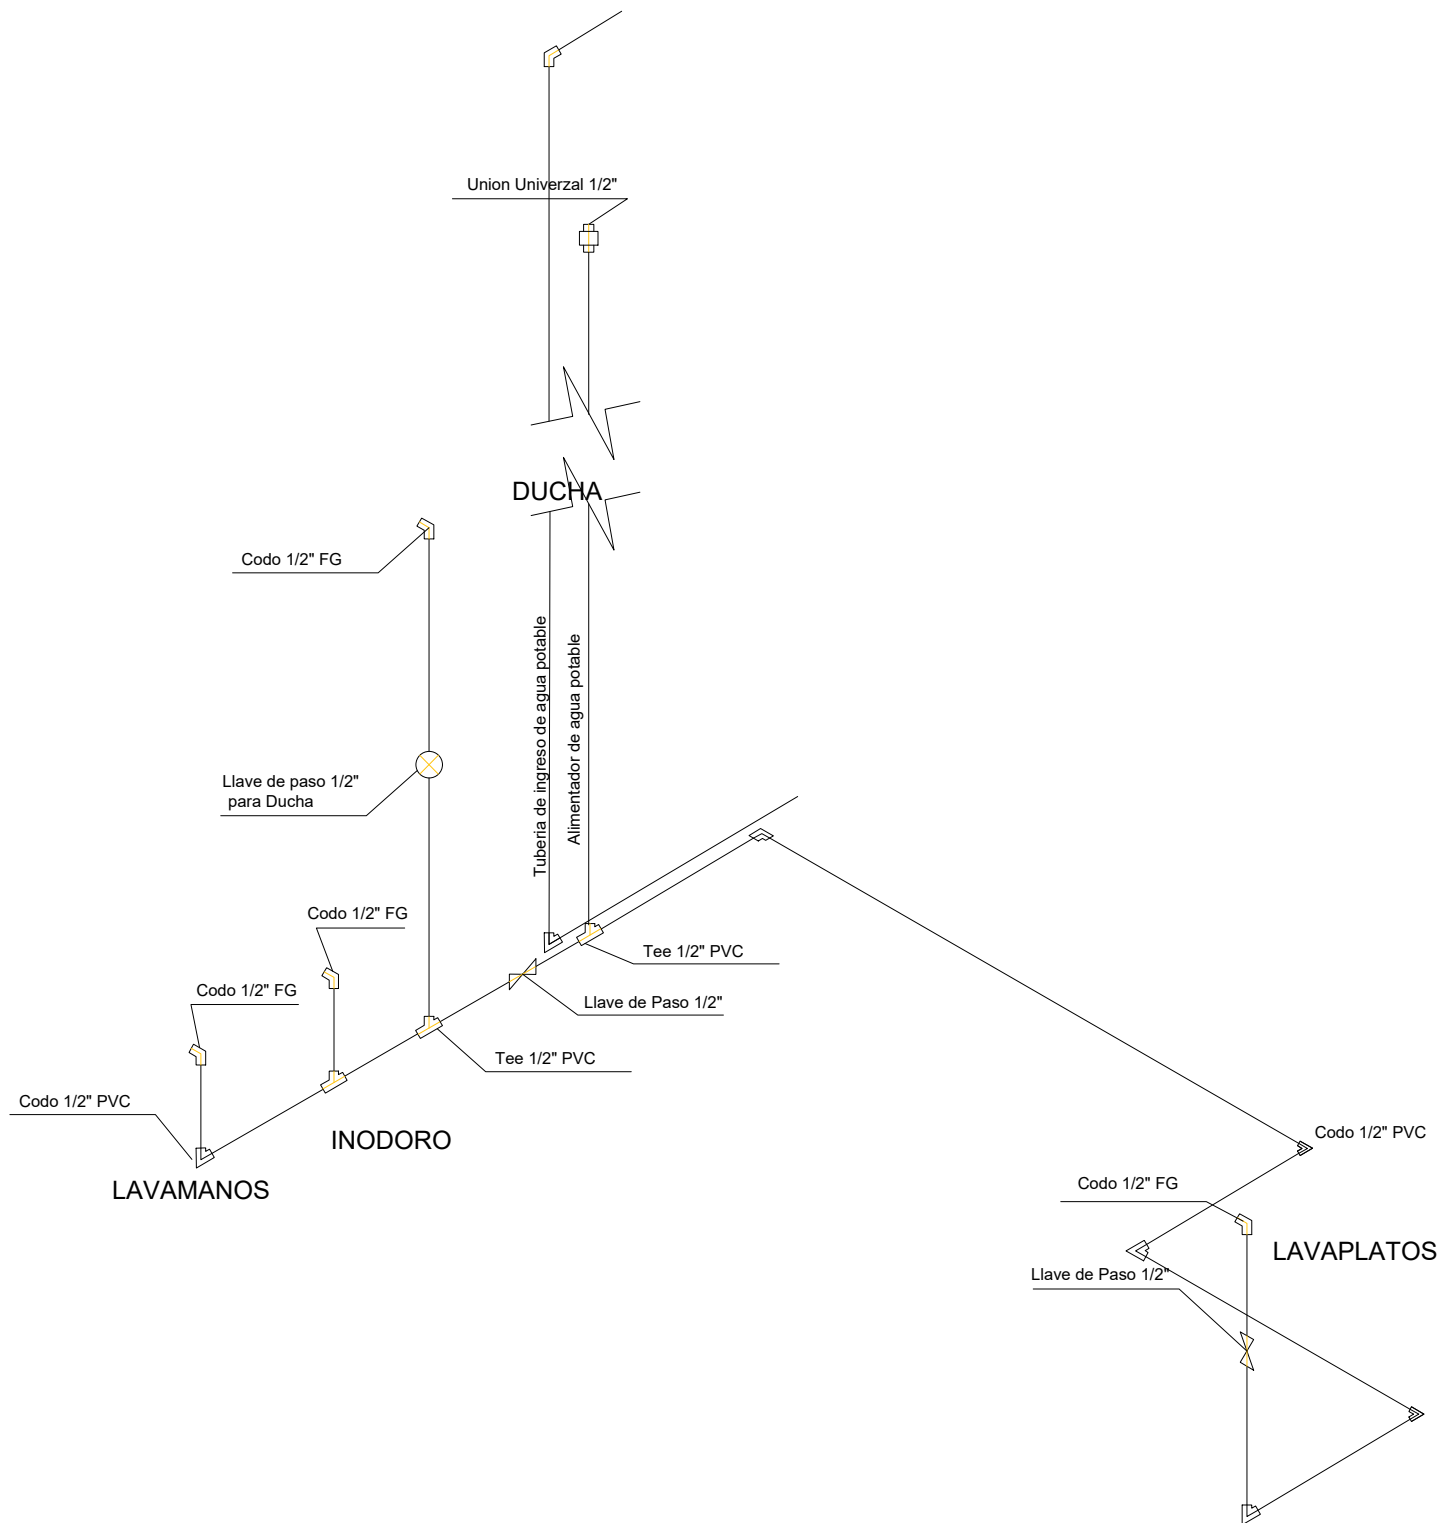 Union Univerzal 1/2"
DUCHA
Codo 1/2" FG
Tuberia de ingreso de agua potable
Alimentador de agua potable
Llave de paso 1/2"
para Ducha
Codo 1/2" FG
Tee 1/2" PVC
Codo 1/2" FG
Llave de Paso 1/2"
Tee 1/2" PVC
Codo 1/2" PVC
INODORO
LAVAMANOS
Codo 1/2" PVC
Codo 1/2" FG
LAVAPLATOS
Llave de Paso 1/2"